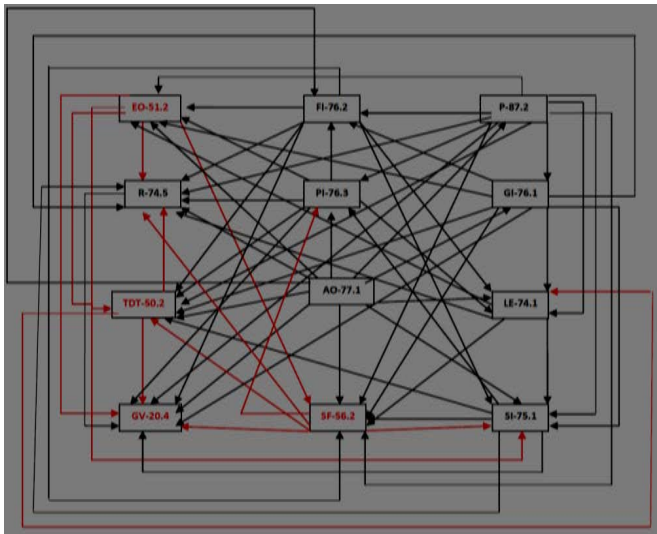 EO-51.2
FI-76.2
P-87.2
R-74.5
PI-76.3
GI-76.1
TDT-50.2
AO-77.1
LE-74.1
GV-20.4
SF-56.2
SI-75.1